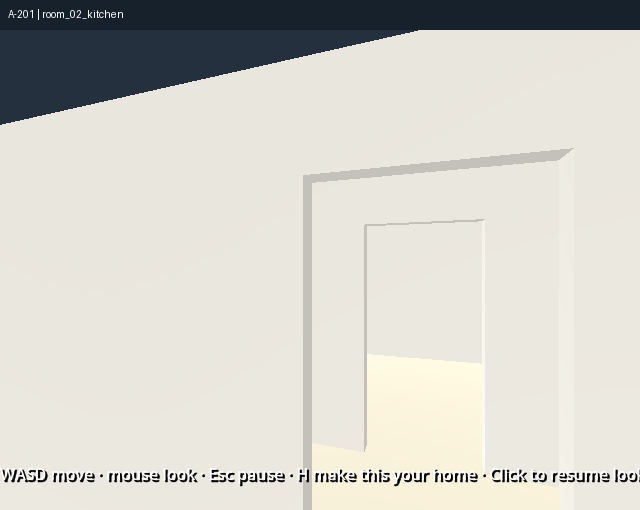 A-201 | room_02_kitchen
WASD move · mouse look · Esc pause · H make this your home · Click to resume